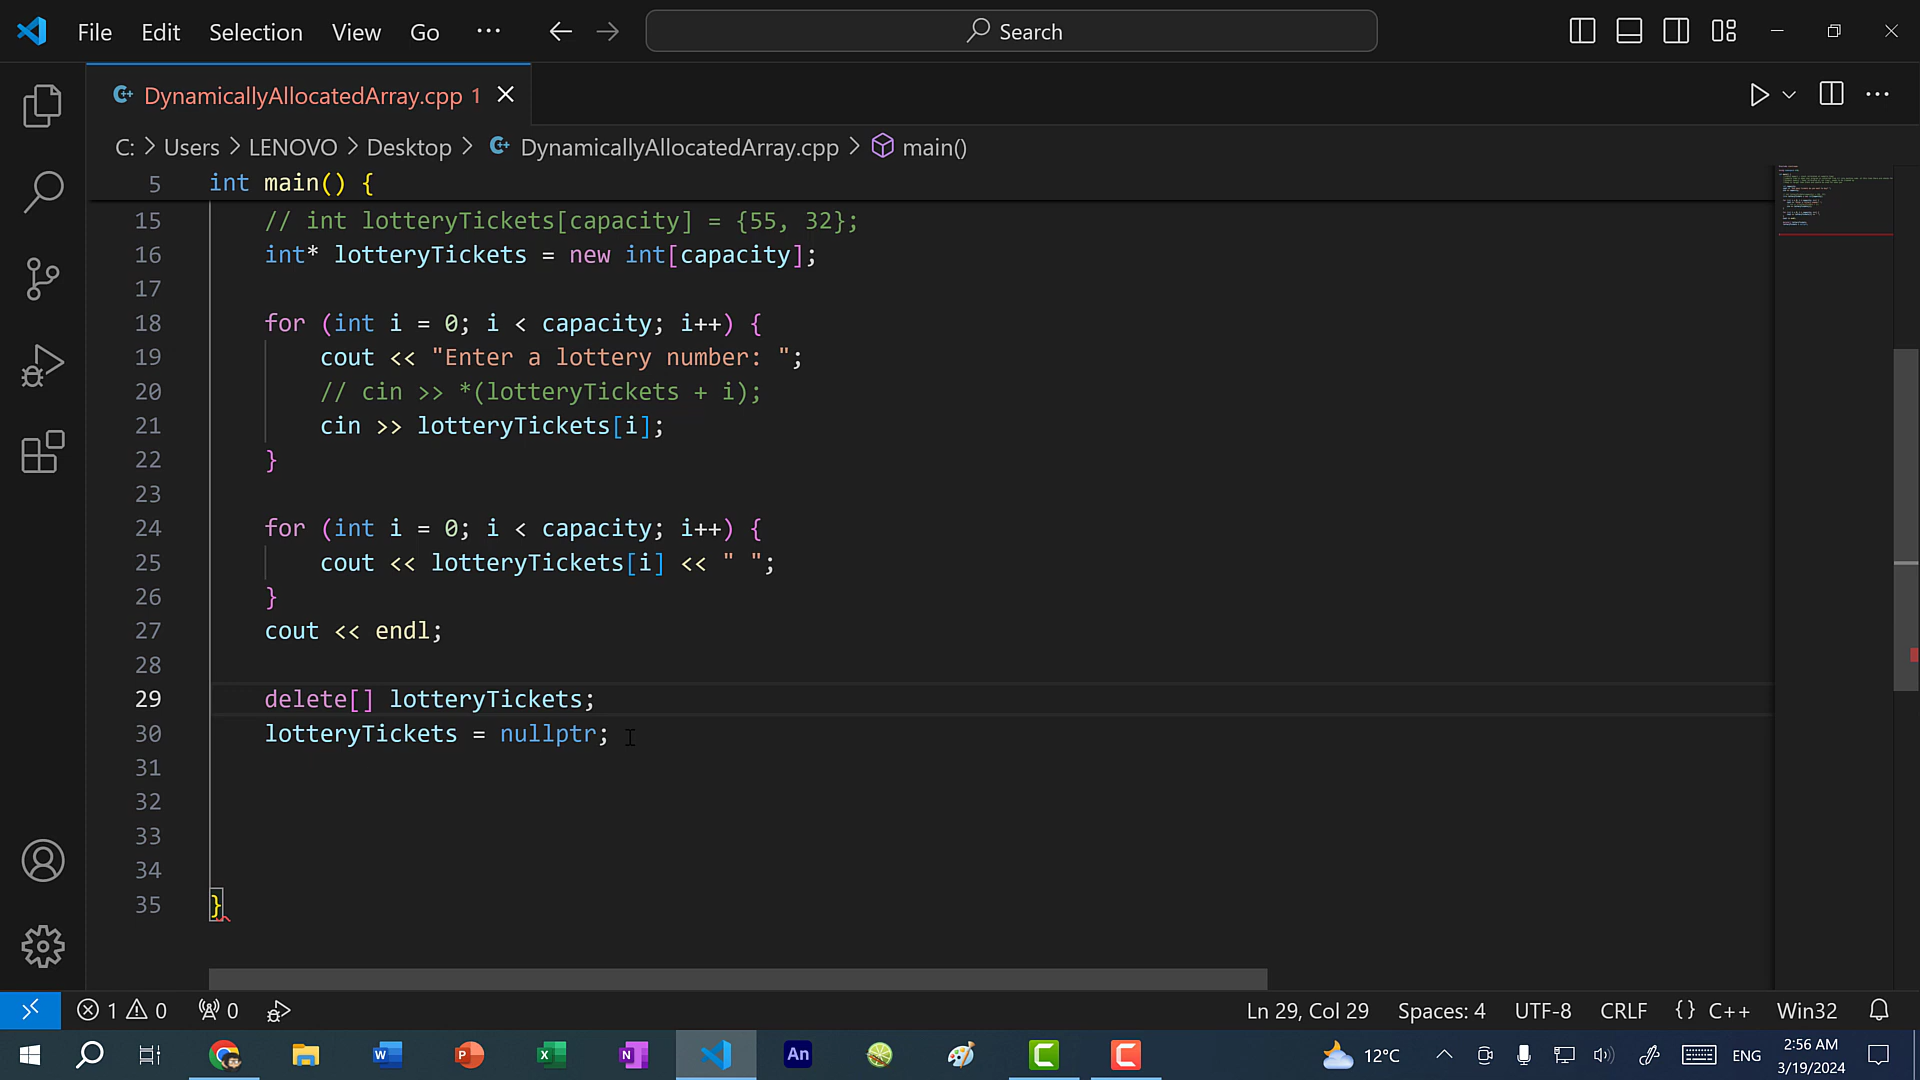 File Edit Selection View Go ··· Search
DynamicallyAllocatedArray.cpp 1
C: > Users > LENOVO > Desktop > DynamicallyAllocatedArray.cpp > main()
5 int main() {
15 // int lotteryTickets[capacity] = {55, 32};
16 int* lotteryTickets = new int[capacity];
17
18 for (int i = 0; i < capacity; i++) {
19 cout << "Enter a lottery number: ";
20 // cin >> *(lotteryTickets + i);
21 cin >> lotteryTickets[i];
22 }
23
24 for (int i = 0; i < capacity; i++) {
25 cout << lotteryTickets[i] << " ";
26 }
27 cout << endl;
28
29 delete[] lotteryTickets;
30 lotteryTickets = nullptr;
31
32
33
34
35 }
1 0 0 Ln 29, Col 29 Spaces: 4 UTF-8 CRLF {} C++ Win32
W P X N An 12°C ENG 2:56 AM
3/19/2024